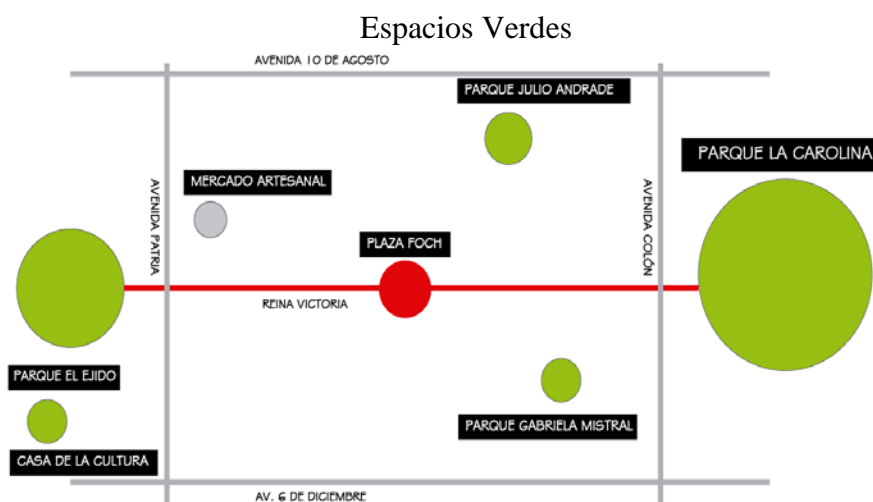 Espacios Verdes
AVENIDA 10 DE AGOSTO
PARQUE JULIO ANDRADE
PARQUE LA CAROLINA
MERCADO ARTESANAL
AVENIDA PATRIA
AVENIDA COLÓN
PLAZA FOCH
REINA VICTORIA
PARQUE EL EJIDO
PARQUE GABRIELA MISTRAL
CASA DE LA CULTURA
AV. 6 DE DICIEMBRE